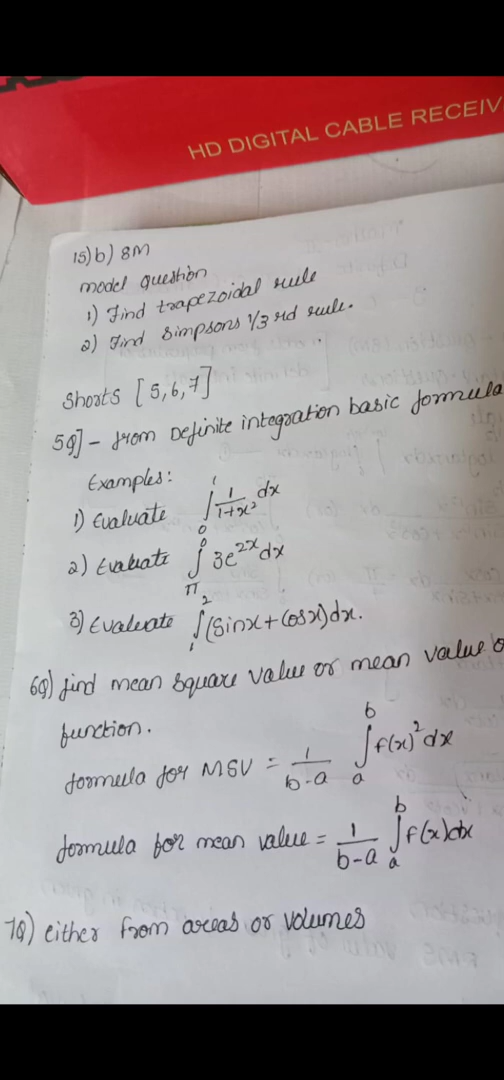 HD DIGITAL CABLE RECEIV
15)b) 8M
model question
1) Find trapezoidal rule
2) Find Simpsons 1/3 rd rule.
Shorts [5,6,7]
5Q] - from Definite integration basic formula
Examples:
1) Evaluate ∫₀¹ 1/(1+x²) dx
2) Evaluate ∫_π^0 3e^{2x} dx
3) Evaluate ∫₁² (Sinx + Cosx)dx.
6Q) find mean square value or mean value o
function.
formula for MSV = 1/(b-a) ∫ₐᵇ f(x)² dx
formula for mean value = 1/(b-a) ∫ₐᵇ f(x)dx
7Q) either from areas or volumes